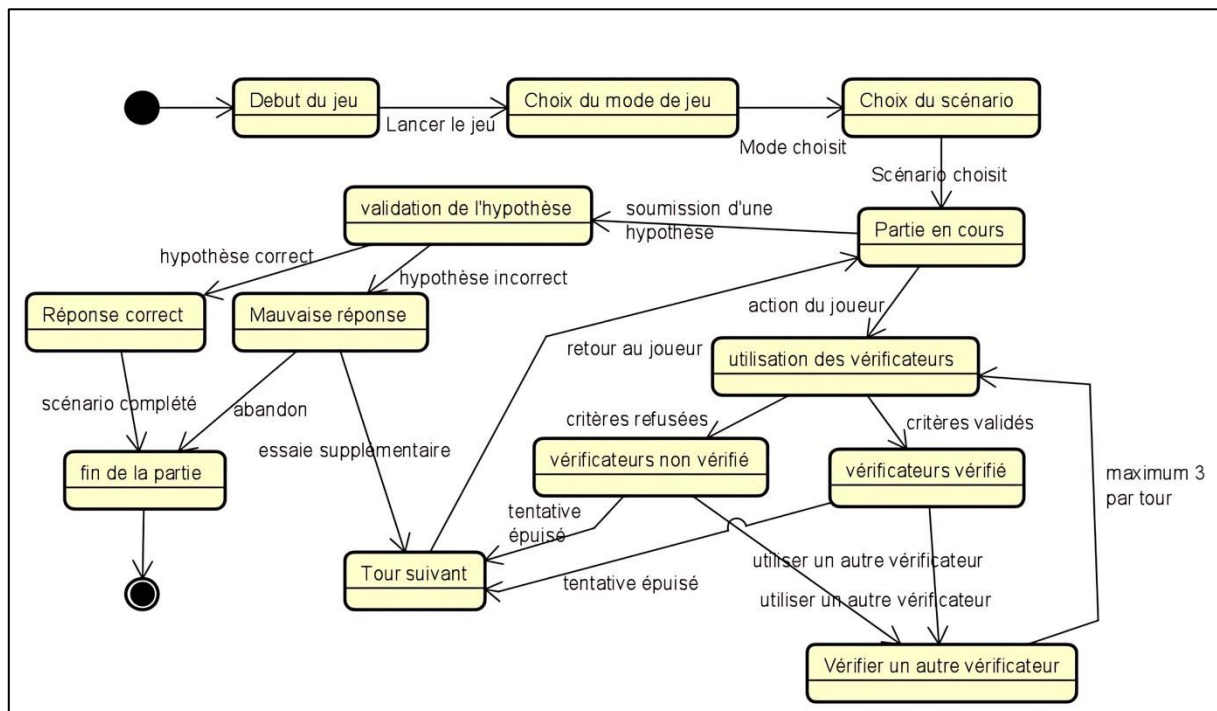 Debut du jeu
Choix du mode de jeu
Choix du scénario
Lancer le jeu
Mode choisit
Scénario choisit
validation de l'hypothèse
soumission d'une
hypothèse
Partie en cours
hypothèse correct
hypothèse incorrect
Réponse correct
Mauvaise réponse
action du joueur
retour au joueur
utilisation des vérificateurs
scénario complété
abandon
critères refusées
critères validés
essaie supplémentaire
fin de la partie
vérificateurs non vérifié
vérificateurs vérifié
maximum 3
par tour
tentative
épuisé
Tour suivant
tentative épuisé
utiliser un autre vérificateur
utiliser un autre vérificateur
Vérifier un autre vérificateur